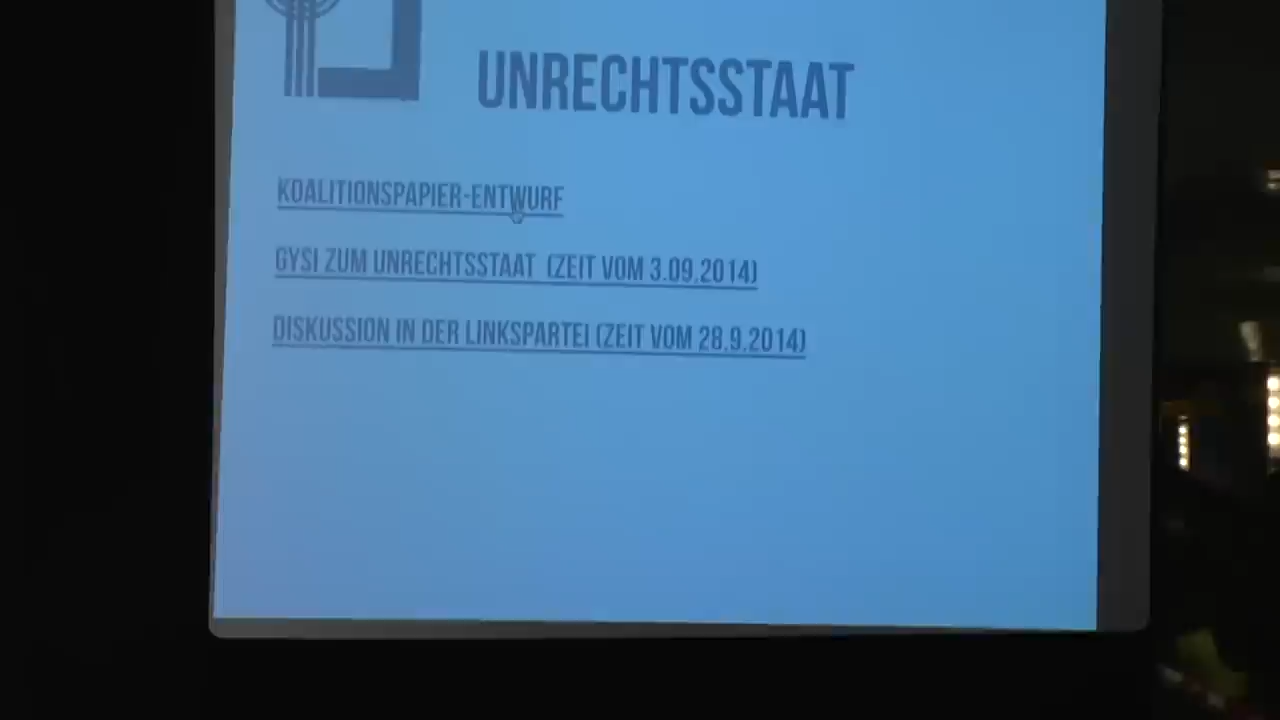 UNRECHTSSTAAT
KOALITIONSPAPIER-ENTWURF
GYSI ZUM UNRECHTSSTAAT (ZEIT VOM 3.09.2014)
DISKUSSION IN DER LINKSPARTEI (ZEIT VOM 28.9.2014)